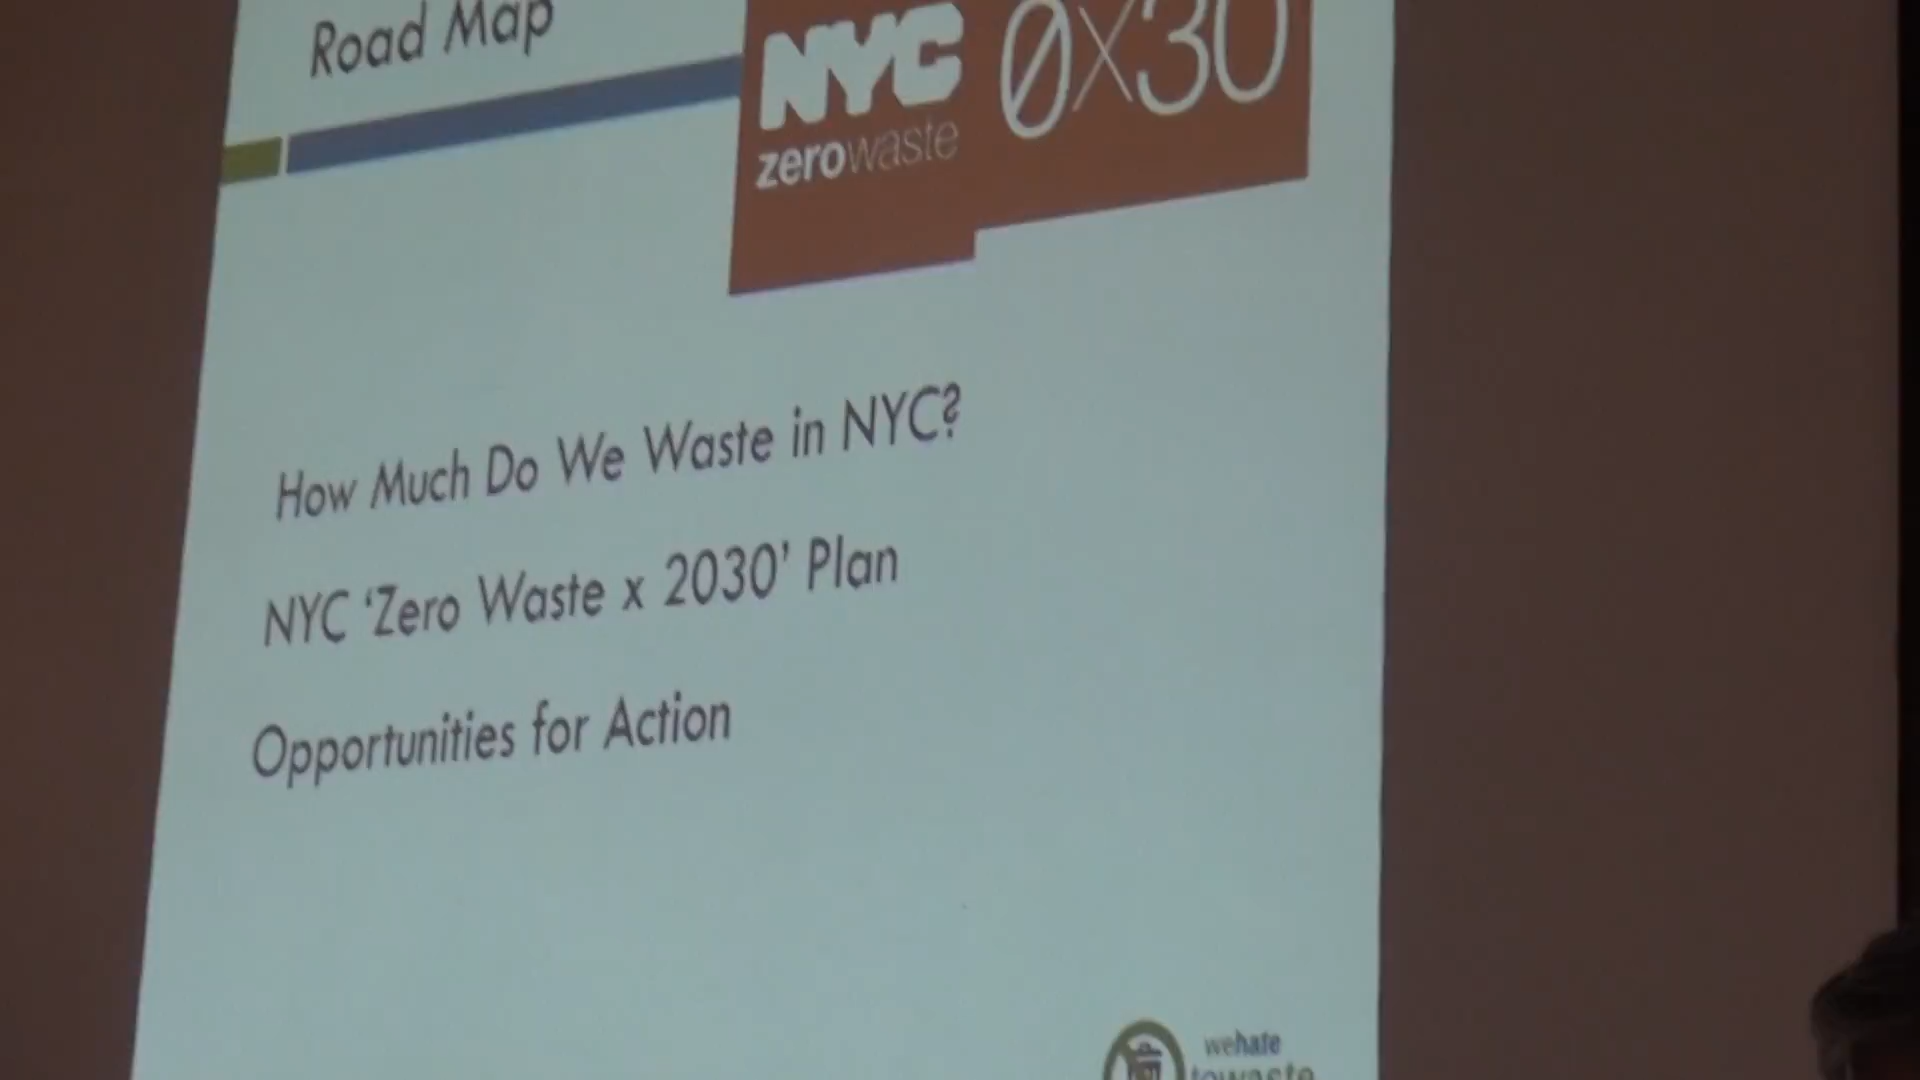 Road Map
NYC
zerowaste
0X30
How Much Do We Waste in NYC?
NYC ‘Zero Waste x 2030’ Plan
Opportunities for Action
wehate
towaste